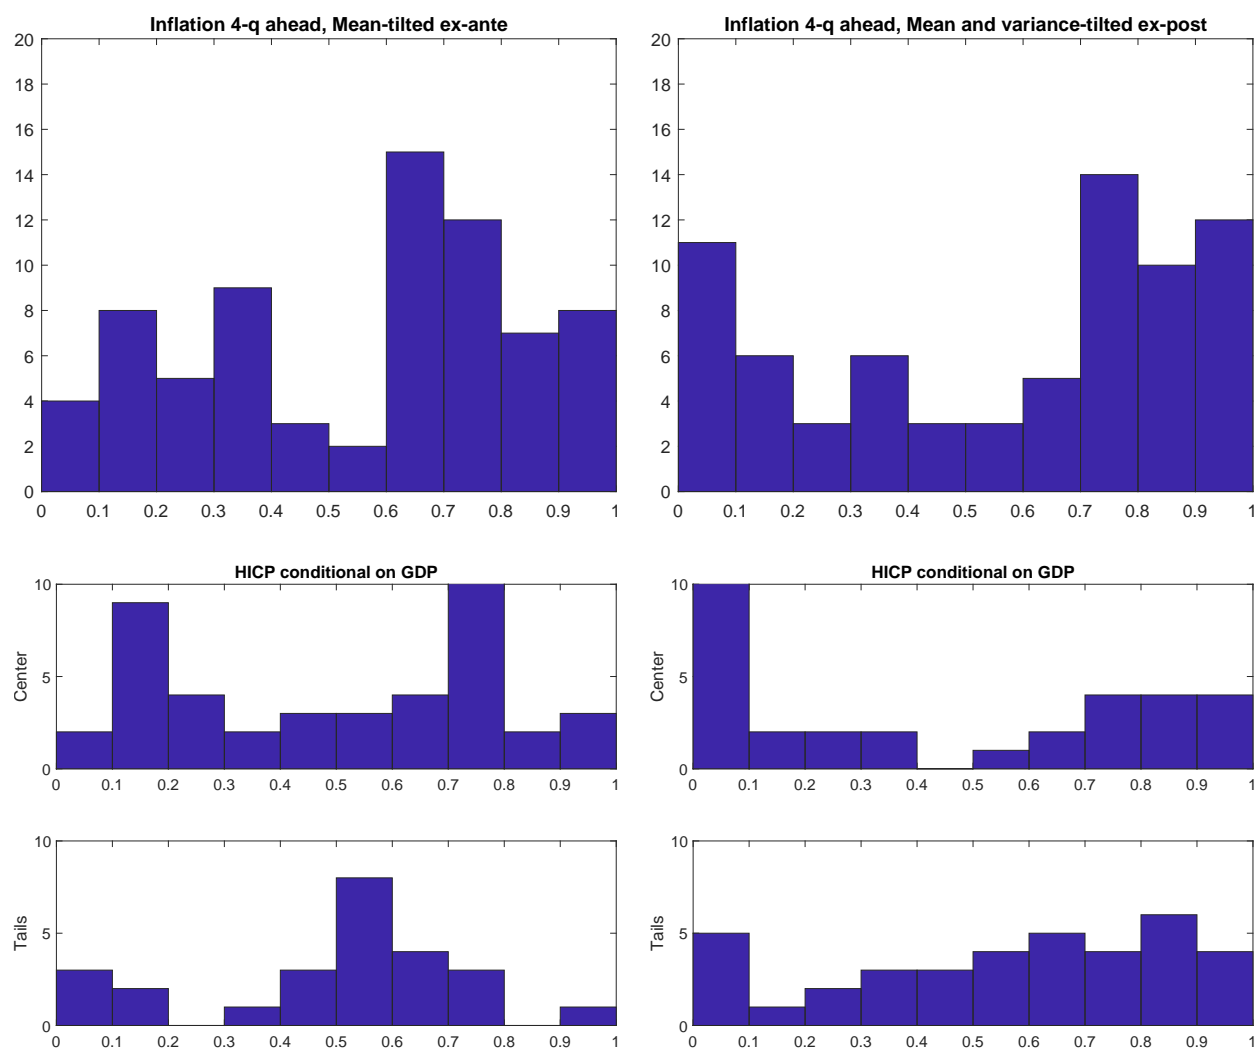 Inflation 4-q ahead, Mean-tilted ex-ante
20
18
16
14
12
10
8
6
4
2
0
0 0.1 0.2 0.3 0.4 0.5 0.6 0.7 0.8 0.9 1
Inflation 4-q ahead, Mean and variance-tilted ex-post
20
18
16
14
12
10
8
6
4
2
0
0 0.1 0.2 0.3 0.4 0.5 0.6 0.7 0.8 0.9 1
HICP conditional on GDP
Center
10
5
0
0 0.1 0.2 0.3 0.4 0.5 0.6 0.7 0.8 0.9 1
HICP conditional on GDP
Center
10
5
0
0 0.1 0.2 0.3 0.4 0.5 0.6 0.7 0.8 0.9 1
Tails
10
5
0
0 0.1 0.2 0.3 0.4 0.5 0.6 0.7 0.8 0.9 1
Tails
10
5
0
0 0.1 0.2 0.3 0.4 0.5 0.6 0.7 0.8 0.9 1